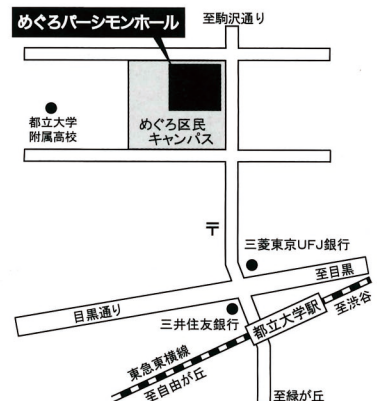 めぐろパーシモンホール
至駒沢通り
都立大学
附属高校
めぐろ区民
キャンパス
〒
三菱東京UFJ銀行
至目黒
目黒通り
三井住友銀行
都立大学駅
至渋谷
東急東横線
至自由が丘
至緑が丘